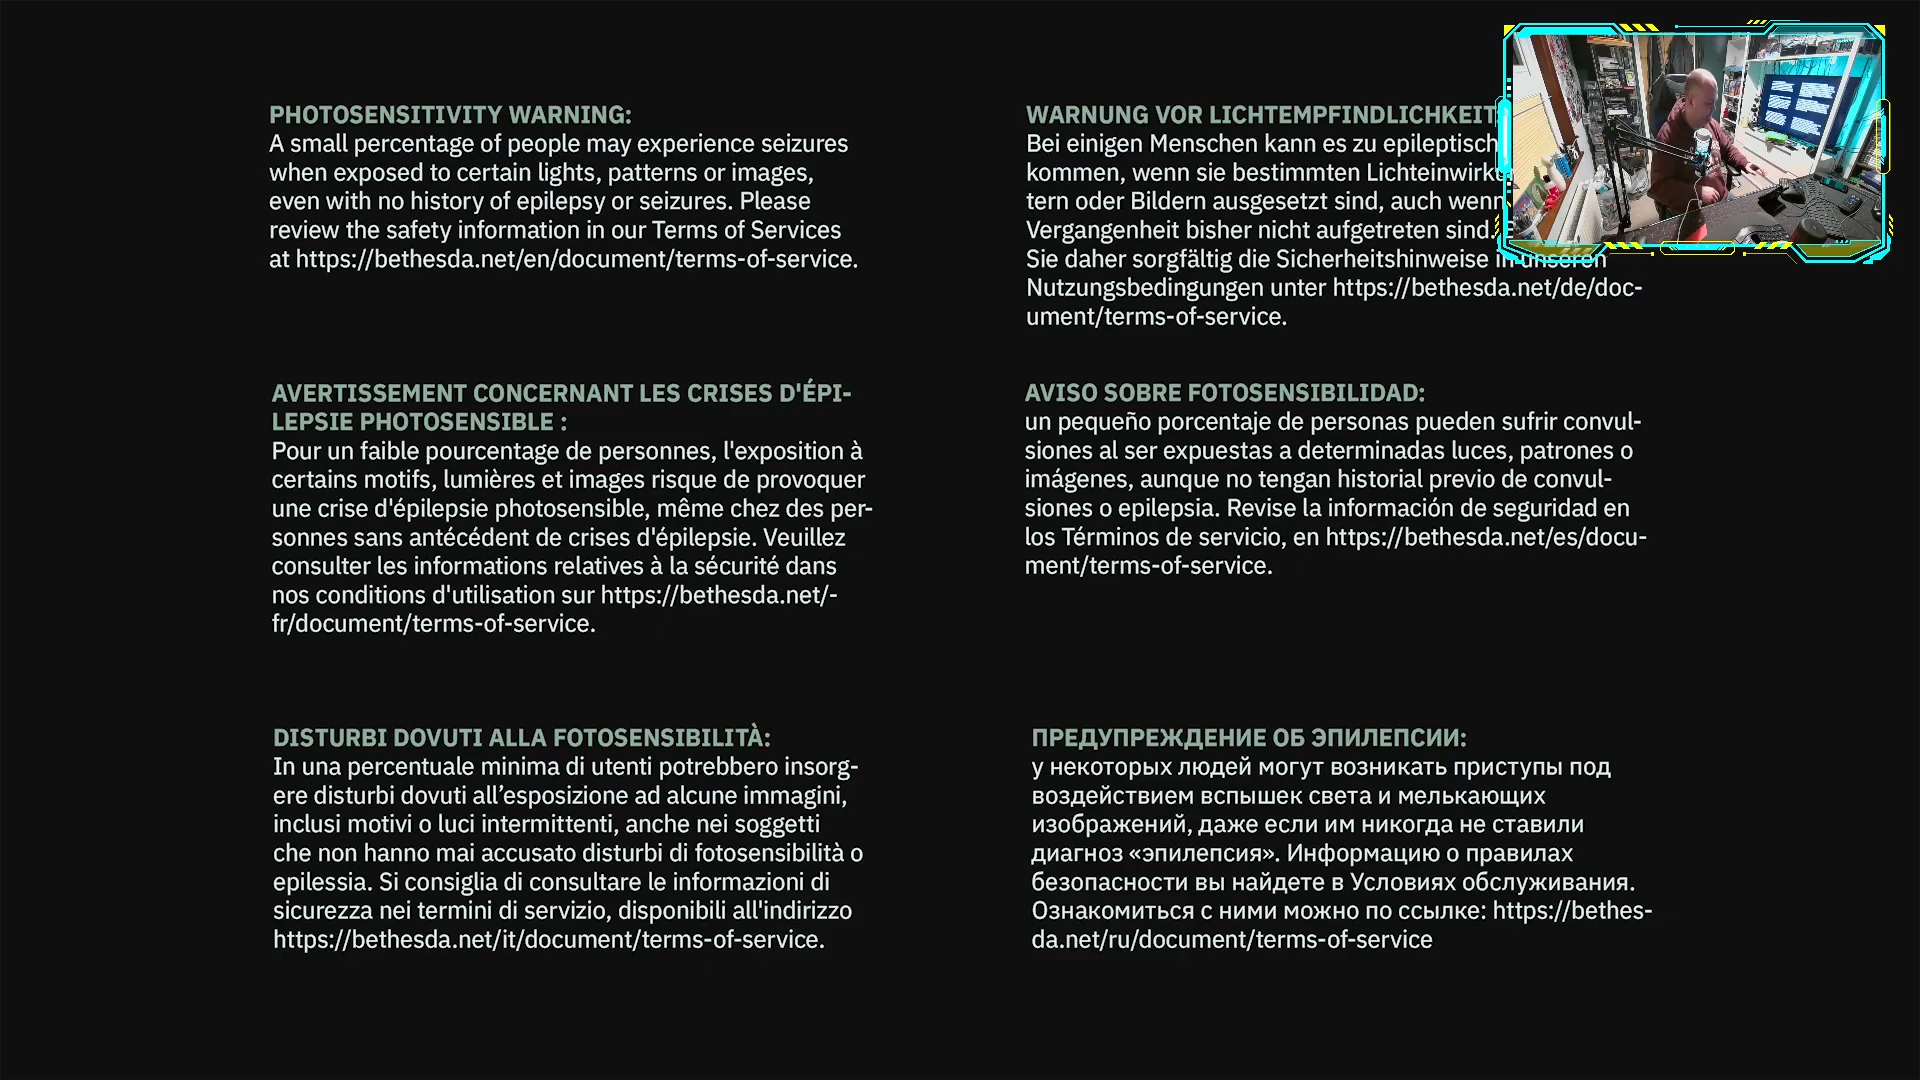 PHOTOSENSITIVITY WARNING:
A small percentage of people may experience seizures
when exposed to certain lights, patterns or images,
even with no history of epilepsy or seizures. Please
review the safety information in our Terms of Services
at https://bethesda.net/en/document/terms-of-service.
WARNUNG VOR LICHTEMPFINDLICHKEIT
Bei einigen Menschen kann es zu
kommen, wenn sie bestimmten
tern oder Bildern ausgesetzt sind, auch wenn
Vergangenheit bisher nicht aufgetreten sind.
Sie daher sorgfältig die Sicherheitshinweise in unseren
Nutzungsbedingungen unter https://bethesda.net/de/doc-
ument/terms-of-service.
AVERTISSEMENT CONCERNANT LES CRISES D'ÉPI-
LEPSIE PHOTOSENSIBLE :
Pour un faible pourcentage de personnes, l'exposition à
certains motifs, lumières et images risque de provoquer
une crise d'épilepsie photosensible, même chez des per-
sonnes sans antécédent de crises d'épilepsie. Veuillez
consulter les informations relatives à la sécurité dans
nos conditions d'utilisation sur https://bethesda.net/-
fr/document/terms-of-service.
AVISO SOBRE FOTOSENSIBILIDAD:
un pequeño porcentaje de personas pueden sufrir convul-
siones al ser expuestas a determinadas luces, patrones o
imágenes, aunque no tengan historial previo de convul-
siones o epilepsia. Revise la información de seguridad en
los Términos de servicio, en https://bethesda.net/es/docu-
ment/terms-of-service.
DISTURBI DOVUTI ALLA FOTOSENSIBILITÀ:
In una percentuale minima di utenti potrebbero insorg-
ere disturbi dovuti all’esposizione ad alcune immagini,
inclusi motivi o luci intermittenti, anche nei soggetti
che non hanno mai accusato disturbi di fotosensibilità o
epilessia. Si consiglia di consultare le informazioni di
sicurezza nei termini di servizio, disponibili all'indirizzo
https://bethesda.net/it/document/terms-of-service.
ПРЕДУПРЕЖДЕНИЕ ОБ ЭПИЛЕПСИИ:
у некоторых людей могут возникать приступы под
воздействием вспышек света и мелькающих
изображений, даже если им никогда не ставили
диагноз «эпилепсия». Информацию о правилах
безопасности вы найдете в Условиях обслуживания.
Ознакомиться с ними можно по ссылке: https://bethes-
da.net/ru/document/terms-of-service